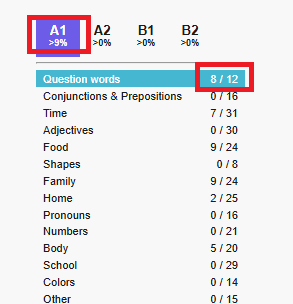 A1 A2 B1 B2
>9% >0% >0% >0%
Question words 8 / 12
Conjunctions & Prepositions 0 / 16
Time 7 / 31
Adjectives 0 / 30
Food 9 / 24
Shapes 0 / 8
Family 9 / 24
Home 2 / 25
Pronouns 0 / 16
Numbers 0 / 21
Body 5 / 20
School 0 / 29
Colors 0 / 14
Other 0 / 15